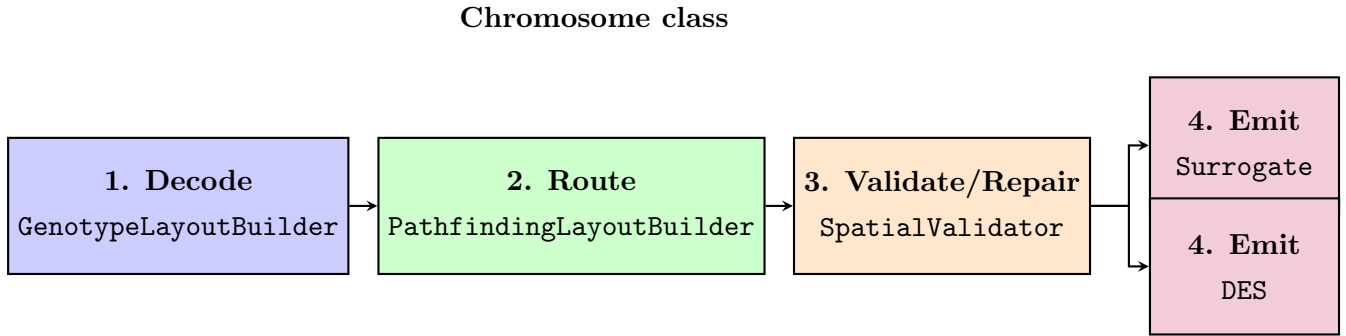 Chromosome class
1. Decode
GenotypeLayoutBuilder
2. Route
PathfindingLayoutBuilder
3. Validate/Repair
SpatialValidator
4. Emit
Surrogate
4. Emit
DES